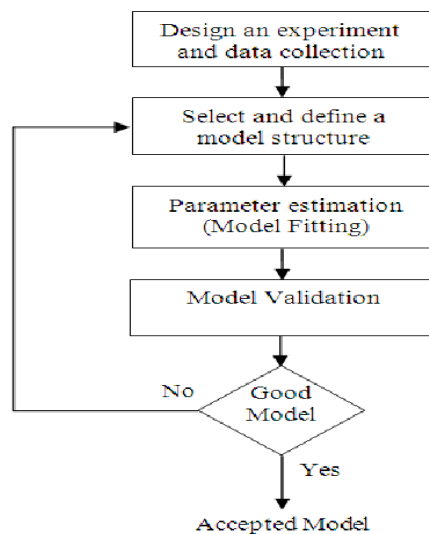 Design an experiment
and data collection
Select and define a
model structure
Parameter estimation
(Model Fitting)
Model Validation
No
Good
Model
Yes
Accepted Model